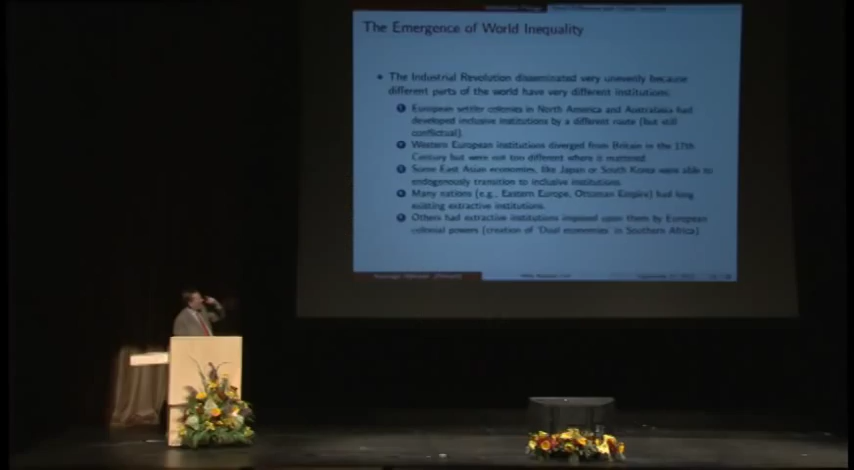 The Emergence of World Inequality
• The Industrial Revolution disseminated very unevenly because
different parts of the world have very different institutions:
1 European settler colonies in North America and Australasia had
developed inclusive institutions by a different route (but still
conflictual).
2 Western European institutions diverged from Britain in the 17th
Century but were not too different where it mattered.
3 Some East Asian economies, like Japan or South Korea were able to
endogenously transition to inclusive institutions.
4 Many nations (e.g., Eastern Europe, Ottoman Empire) had long
existing extractive institutions.
5 Others had extractive institutions imposed upon them by European
colonial powers (creation of 'Dual economies' in Southern Africa)